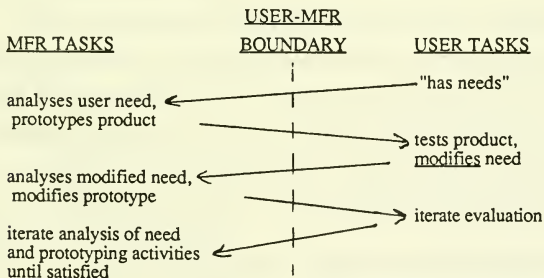 USER-MFR
MFR TASKS
BOUNDARY
USER TASKS
"has needs"
analyses user need,
prototypes product
tests product,
modifies need
analyses modified need,
modifies prototype
iterate evaluation
iterate analysis of need
and prototyping activities
until satisfied